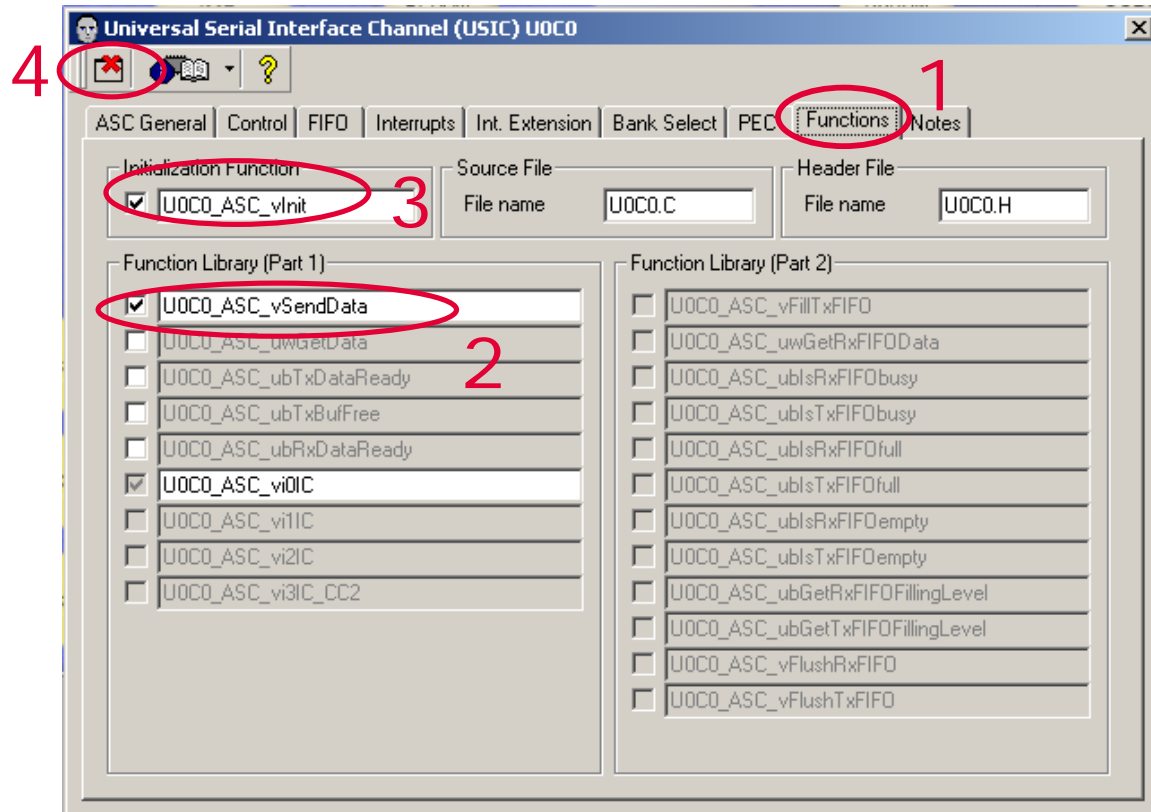 Universal Serial Interface Channel (USIC) U0C0
4
1
ASC General Control FIFO Interrupts Int. Extension Bank Select PEC Functions Notes
Initialization Function Source File Header File
U0C0_ASC_vInit 3 File name U0C0.C File name U0C0.H
Function Library (Part 1) Function Library (Part 2)
U0C0_ASC_vSendData U0C0_ASC_vFillTxFIFO
U0C0_ASC_uwGetData U0C0_ASC_uwGetRxFIFOData
2
U0C0_ASC_ubTxDataReady U0C0_ASC_ubIsRxFIFObusy
U0C0_ASC_ubTxBufFree U0C0_ASC_ubIsTxFIFObusy
U0C0_ASC_ubRxDataReady U0C0_ASC_ubIsRxFIFOfull
U0C0_ASC_vi0IC U0C0_ASC_ubIsTxFIFOfull
U0C0_ASC_vi1IC U0C0_ASC_ubIsRxFIFOempty
U0C0_ASC_vi2IC U0C0_ASC_ubIsTxFIFOempty
U0C0_ASC_vi3IC_CC2 U0C0_ASC_ubGetRxFIFOFillingLevel
U0C0_ASC_ubGetTxFIFOFillingLevel
U0C0_ASC_vFlushRxFIFO
U0C0_ASC_vFlushTxFIFO